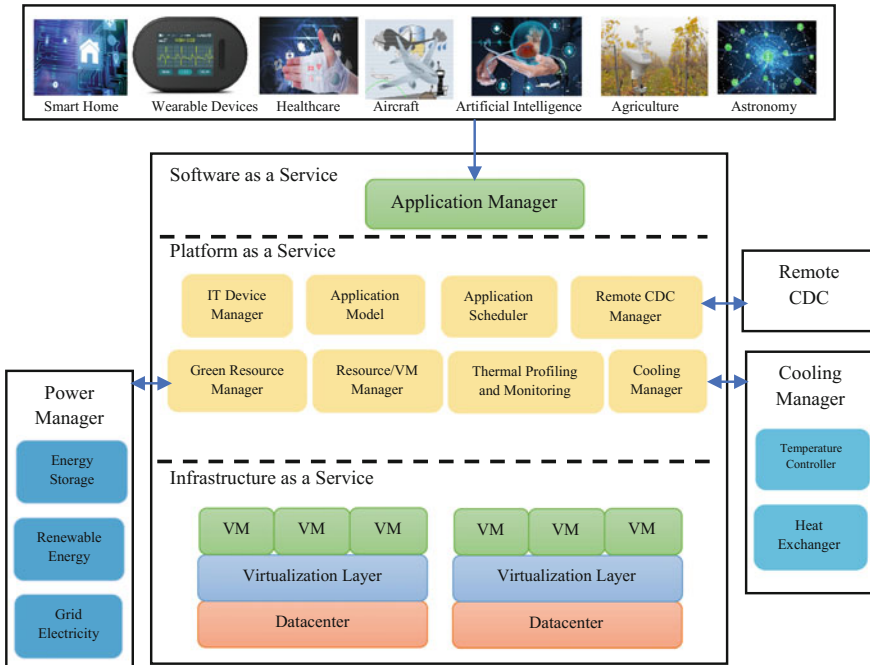 Smart Home
Wearable Devices
Healthcare
Aircraft
Artificial Intelligence
Agriculture
Astronomy
Software as a Service
Application Manager
Platform as a Service
IT Device
Manager
Application
Model
Application
Scheduler
Remote CDC
Manager
Remote
CDC
Green Resource
Manager
Resource/VM
Manager
Thermal Profiling
and Monitoring
Cooling
Manager
Power
Manager
Energy
Storage
Renewable
Energy
Grid
Electricity
Cooling
Manager
Temperature
Controller
Heat
Exchanger
Infrastructure as a Service
VM
VM
VM
VM
VM
VM
Virtualization Layer
Virtualization Layer
Datacenter
Datacenter